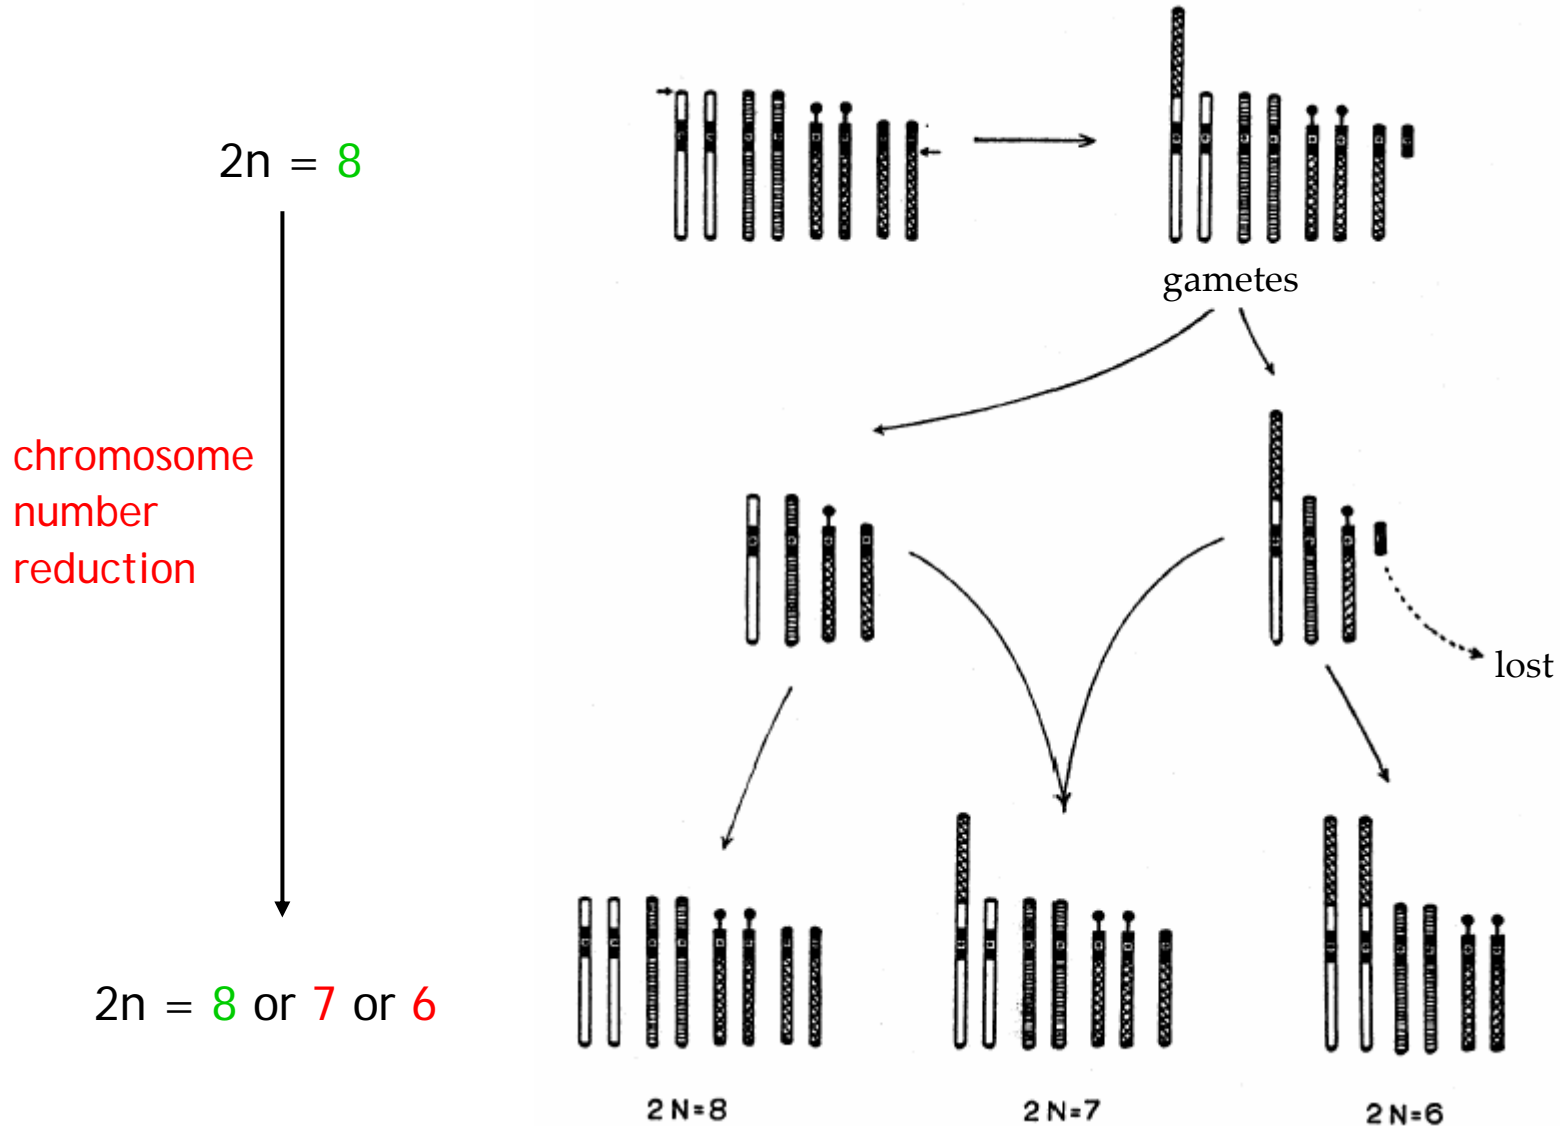 2n = 8
gametes
chromosome
number
reduction
lost
2n = 8 or 7 or 6
2N=8
2N=7
2N=6